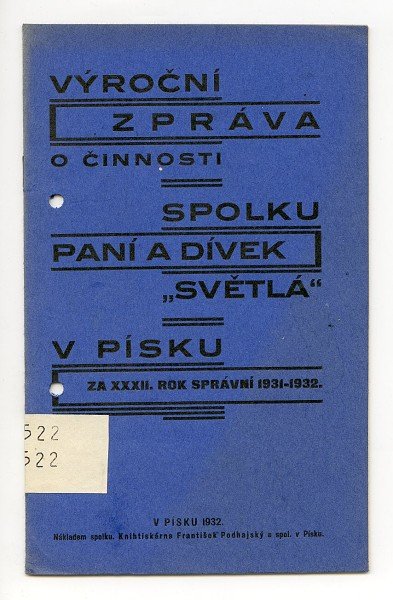 VÝROČNÍ
ZPRÁVA
O ČINNOSTI
SPOLKU
PANÍ A DÍVEK
„SVĚTLÁ“
V PÍSKU
ZA XXXII. ROK SPRÁVNÍ 1931-1932.
522
522
V PÍSKU 1932.
Nákladem spolku. Knihtiskárna František Podhajský a spol. v Písku.